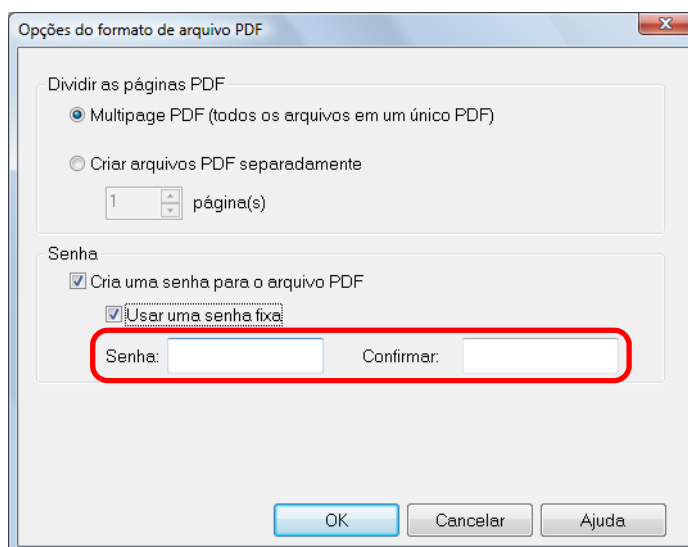 Opções do formato de arquivo PDF
Dividir as páginas PDF
Multipage PDF (todos os arquivos em um único PDF)
Criar arquivos PDF separadamente
1 página(s)
Senha
Cria uma senha para o arquivo PDF
Usar uma senha fixa
Senha: Confirmar:
OK Cancelar Ajuda